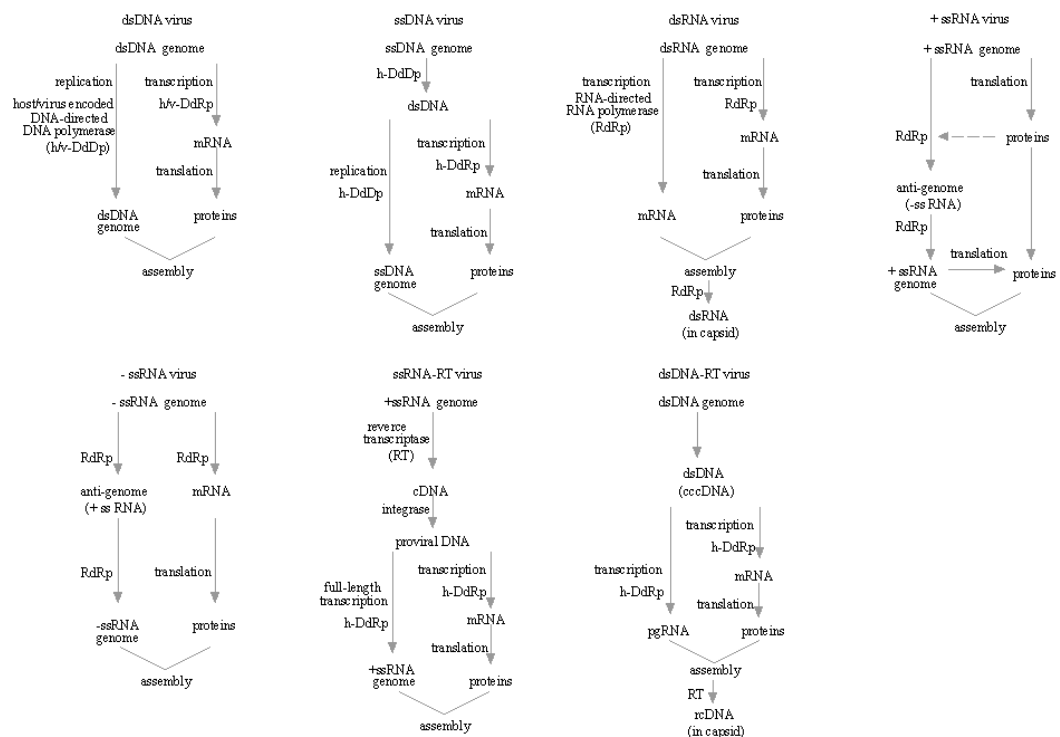 dsDNA virus
dsDNA genome
replication
host/virus encoded
DNA-directed
DNA polymerase
(h/v-DdDp)
transcription
h/v-DdRp
mRNA
translation
dsDNA
genome
proteins
assembly
ssDNA virus
ssDNA genome
h-DdDp
dsDNA
replication
h-DdDp
transcription
h-DdRp
mRNA
translation
ssDNA
genome
proteins
assembly
dsRNA virus
dsRNA genome
transcription
RNA-directed
RNA polymerase
(RdRp)
transcription
RdRp
mRNA
translation
mRNA
proteins
assembly
RdRp
dsRNA
(in capsid)
+ssRNA virus
+ssRNA genome
translation
RdRp
proteins
anti-genome
(-ssRNA)
RdRp
translation
+ssRNA
genome
proteins
assembly
- ssRNA virus
- ssRNA genome
RdRp
RdRp
anti-genome
(+ssRNA)
mRNA
RdRp
translation
-ssRNA
genome
proteins
assembly
ssRNA-RT virus
+ssRNA genome
reverce
transcriptase
(RT)
cDNA
integrase
proviral DNA
full-length
transcription
h-DdRp
transcription
h-DdRp
mRNA
translation
+ssRNA
genome
proteins
assembly
dsDNA-RT virus
dsDNA genome
dsDNA
(cccDNA)
transcription
h-DdRp
transcription
h-DdRp
mRNA
translation
pgRNA
proteins
assembly
RT
rcDNA
(in capsid)